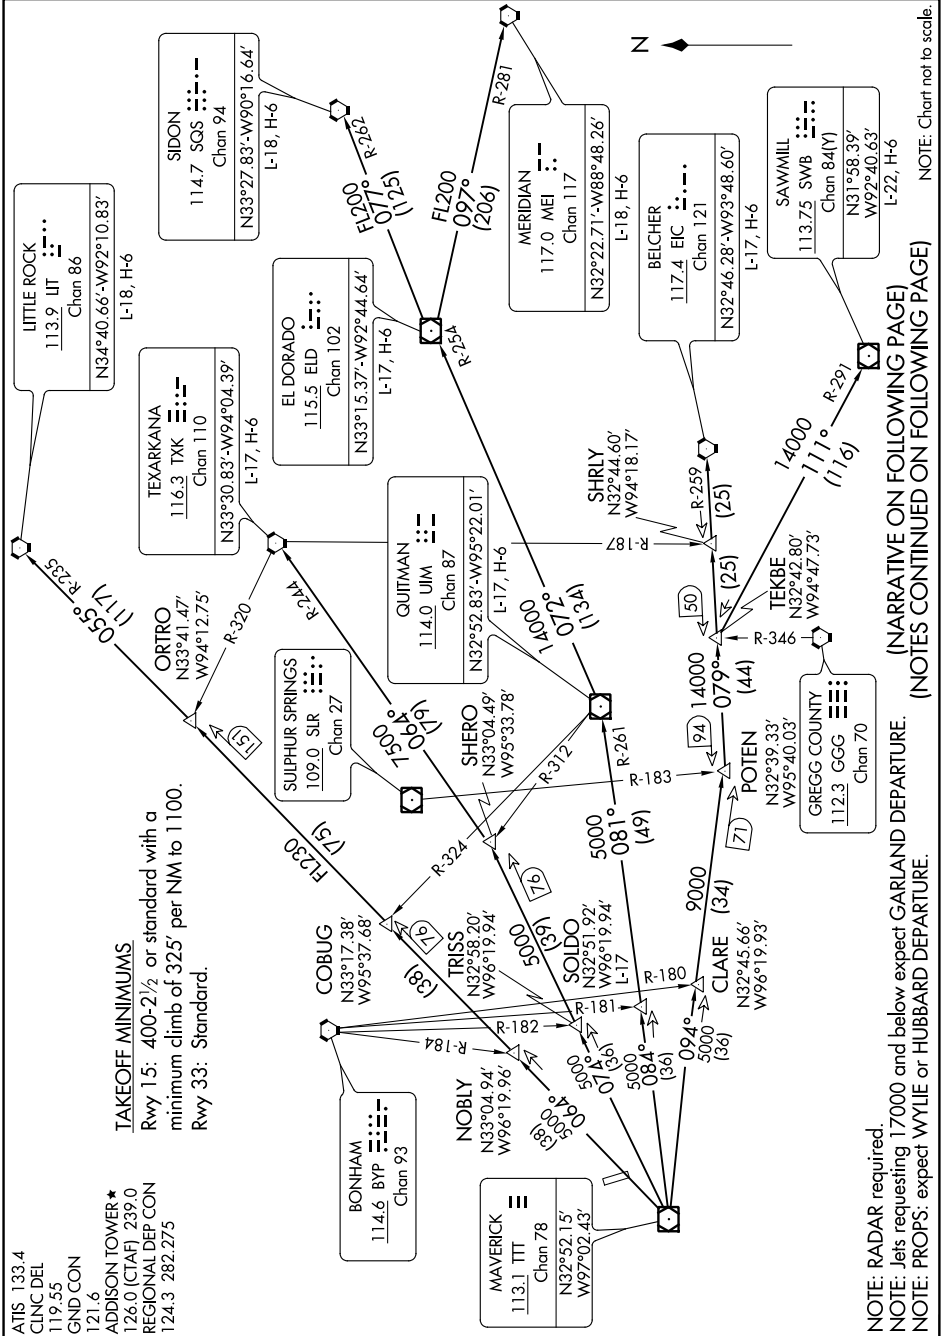 ATIS 133.4
CLNC DEL
119.55
GND CON
121.6
ADDISON TOWER★
126.0 (CTAF) 239.0
REGIONAL DEP CON
124.3 282.275
TAKEOFF MINIMUMS
Rwy 15: 400-2½ or standard with a
minimum climb of 325' per NM to 1100.
Rwy 33: Standard.
LITTLE ROCK
113.9 LIT
Chan 86
N34°40.66'-W92°10.83'
L-18, H-6
SIDON
114.7 SQS
Chan 94
N33°27.83'-W90°16.64'
L-18, H-6
TEXARKANA
116.3 TXK
Chan 110
N33°30.83'-W94°04.39'
L-17, H-6
EL DORADO
115.5 ELD
Chan 102
N33°15.37'-W92°44.64'
L-17, H-6
MERIDIAN
117.0 MEI
Chan 117
N32°22.71'-W88°48.26'
L-18, H-6
BELCHER
117.4 EIC
Chan 121
N32°46.28'-W93°48.60'
L-17, H-6
SAWMILL
113.75 SWB
Chan 84(Y)
N31°58.39'
W92°40.63'
L-22, H-6
QUITMAN
114.0 UIM
Chan 87
N32°52.83'-W95°22.01'
L-17, H-6
SULPHUR SPRINGS
109.0 SLR
Chan 27
GREGG COUNTY
112.3 GGG
Chan 70
BONHAM
114.6 BYP
Chan 93
MAVERICK
113.1 TTT
Chan 78
N32°52.15'
W97°02.43'
ORTRO
N33°41.47'
W94°12.75'
COBUG
N33°17.38'
W95°37.68'
NOBLY
N33°04.94'
W96°19.96'
TRISS
N32°58.20'
W96°19.94'
SHERO
N33°04.49'
W95°33.78'
SOLDO
N32°51.92'
W96°19.94'
L-17
CLARE
N32°45.66'
W96°19.93'
POTEN
N32°39.33'
W95°40.03'
TEKBE
N32°42.80'
W94°47.73'
SHRLY
N32°44.60'
W94°18.17'
R-235
055°
(117)
R-320
151
FL230
(75)
R-324
76
(38)
R-184
5000
064°
(38)
R-244
7500
064°
(79)
R-312
76
5000
(39)
R-182
5000
074°
(36)
FL200
077°
(125)
R-262
FL200
097°
(206)
R-281
R-254
14000
072°
(134)
R-261
5000
081°
(49)
R-181
5000
084°
(36)
R-180
094°
5000
(36)
9000
(34)
71
R-183
94
14000
079°
(44)
50
R-346
(25)
R-187
R-259
(25)
14000
111°
(116)
R-291
N
NOTE: RADAR required.
NOTE: Jets requesting 17000 and below expect GARLAND DEPARTURE.
NOTE: PROPS: expect WYLIE or HUBBARD DEPARTURE.
(NARRATIVE ON FOLLOWING PAGE)
(NOTES CONTINUED ON FOLLOWING PAGE)
NOTE: Chart not to scale.